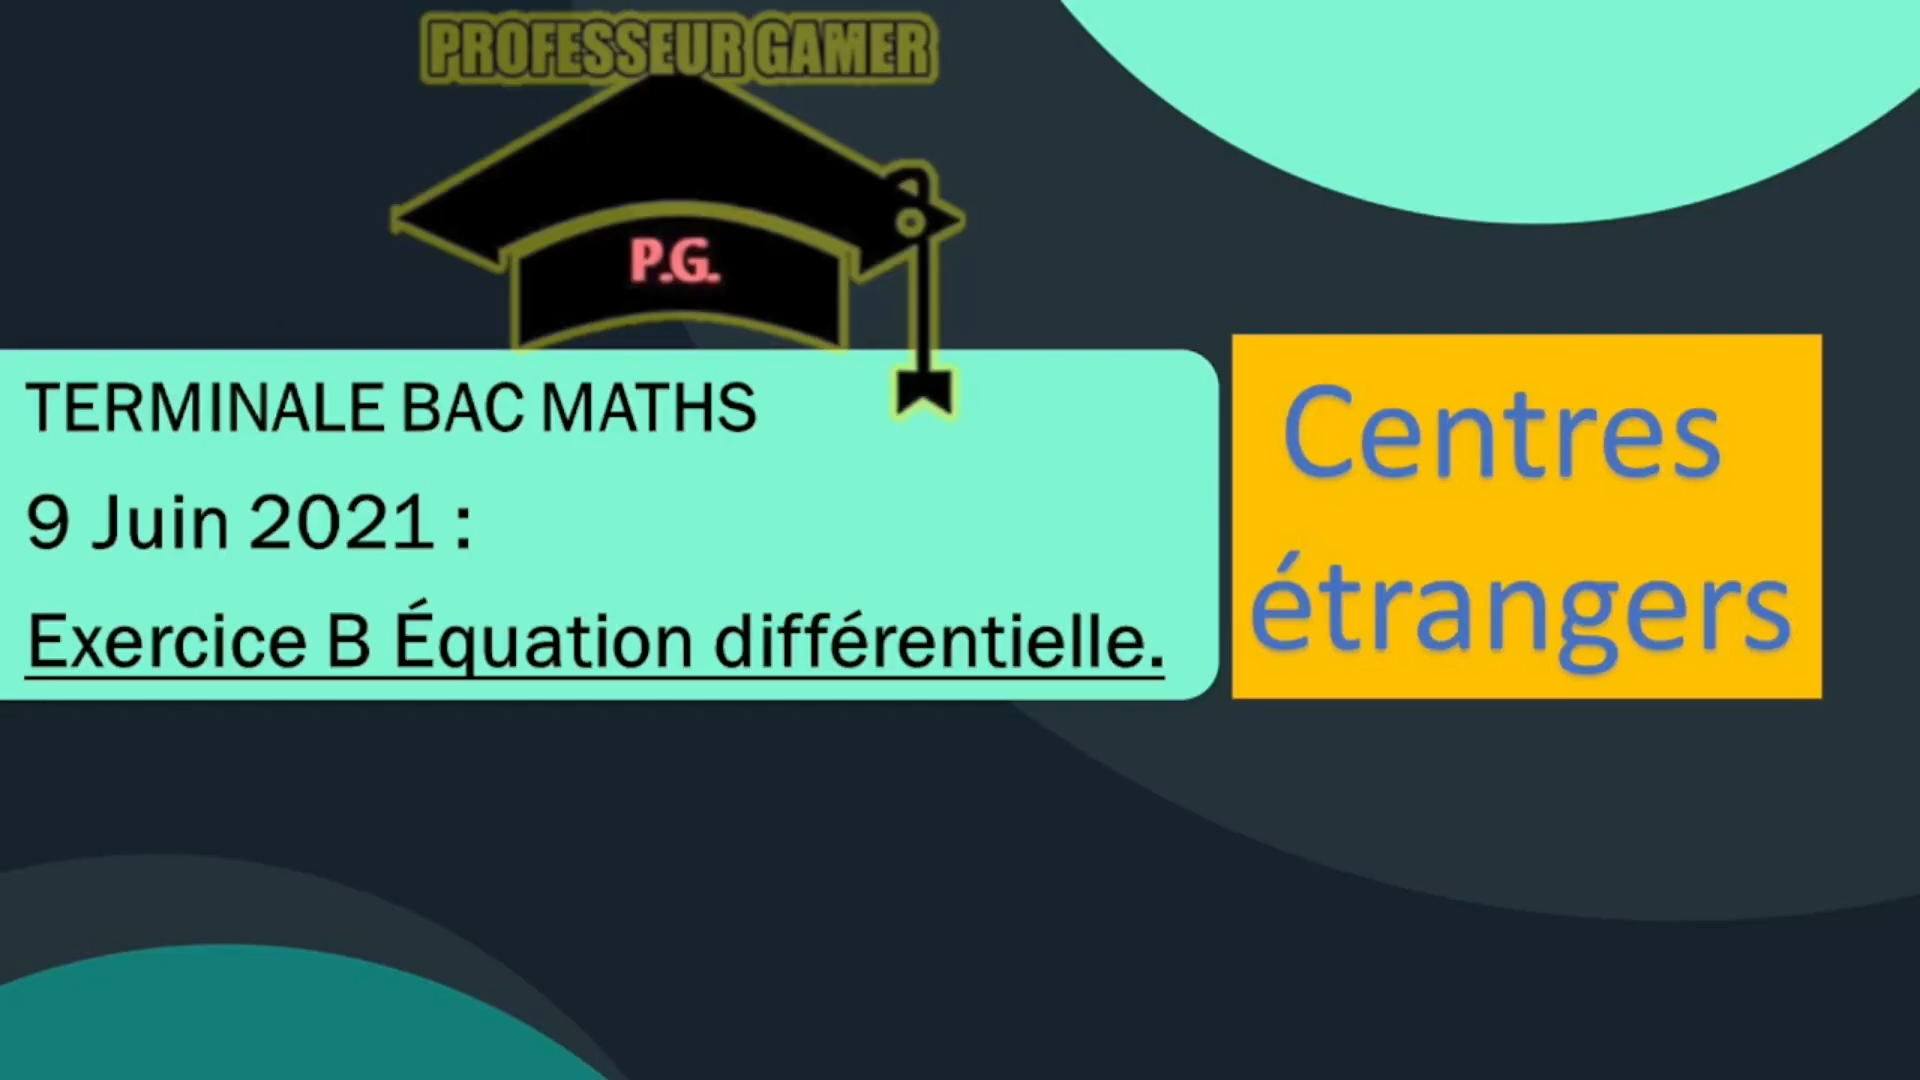 PROFESSEUR GAMER
P.G.
TERMINALE BAC MATHS
9 Juin 2021 :
Exercice B Équation différentielle.
Centres
étrangers